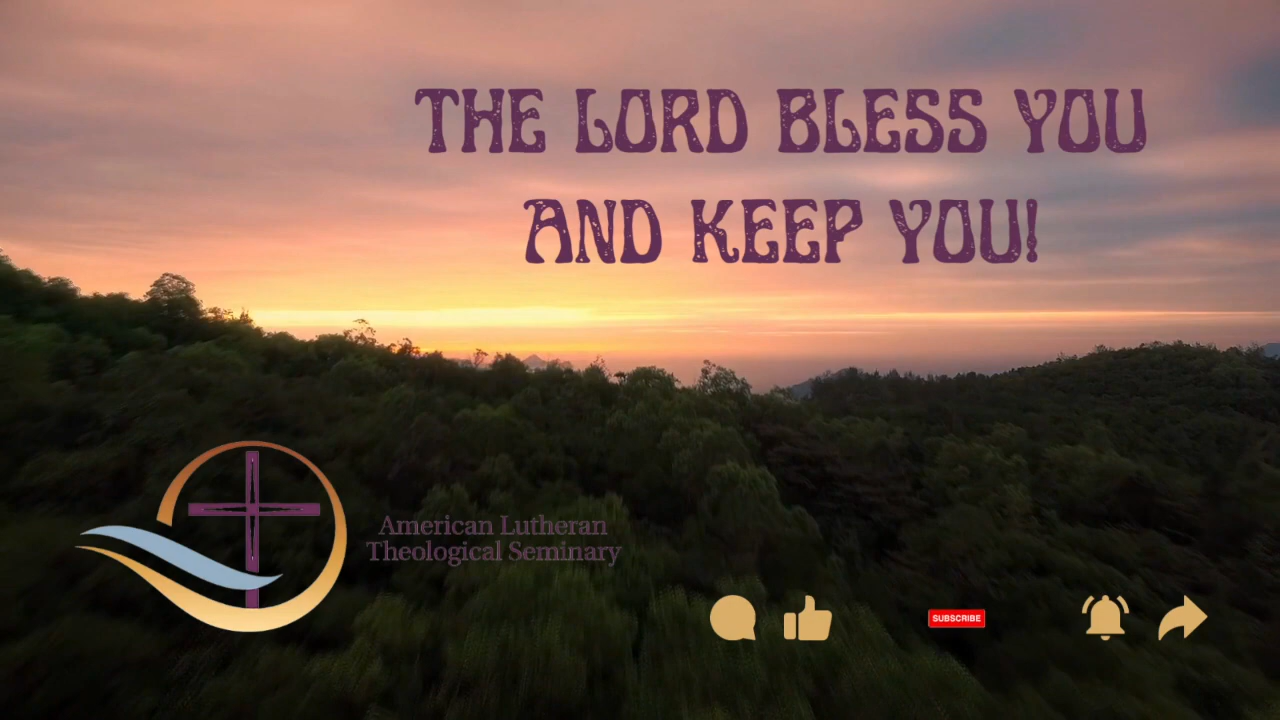 THE LORD BLESS YOU
AND KEEP YOU!
American Lutheran
Theological Seminary
SUBSCRIBE